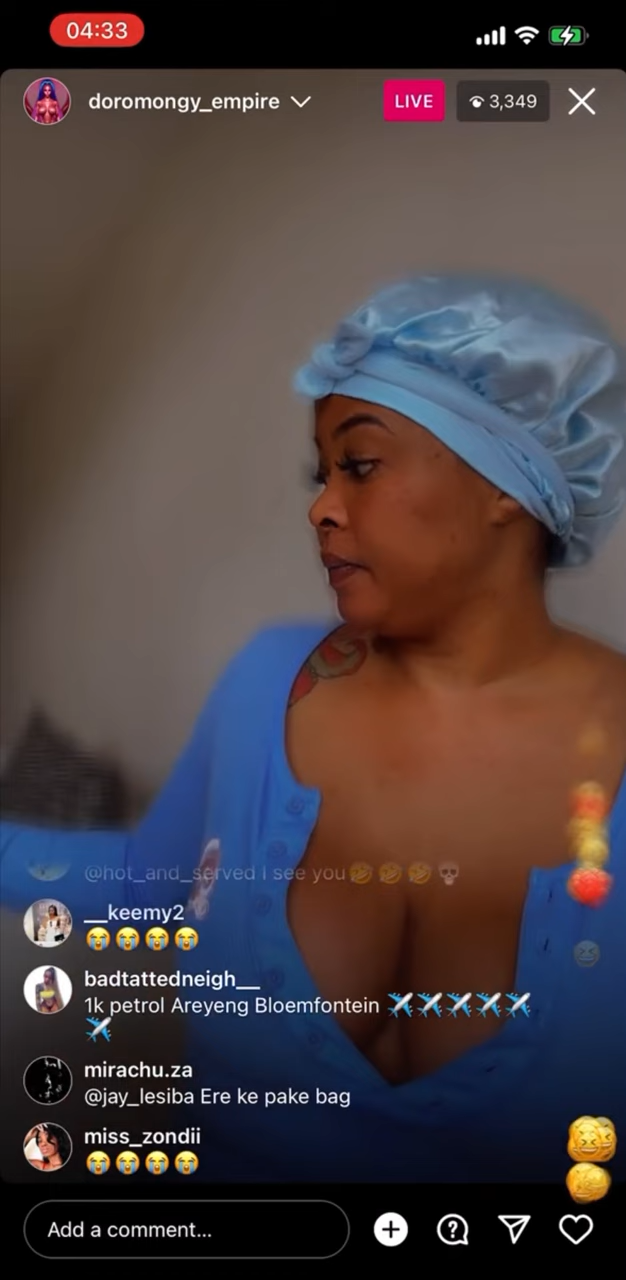 04:33
doromongy_empire
LIVE
3,349
@hot_and_served I see you🤣🤣🤣💀
__keemy2
😭😭😭😭
badtattedneigh__
1k petrol Areyeng Bloemfontein ✈️✈️✈️✈️✈️
✈️
mirachu.za
@jay_lesiba Ere ke pake bag
miss_zondii
😭😭😭😭
Add a comment...